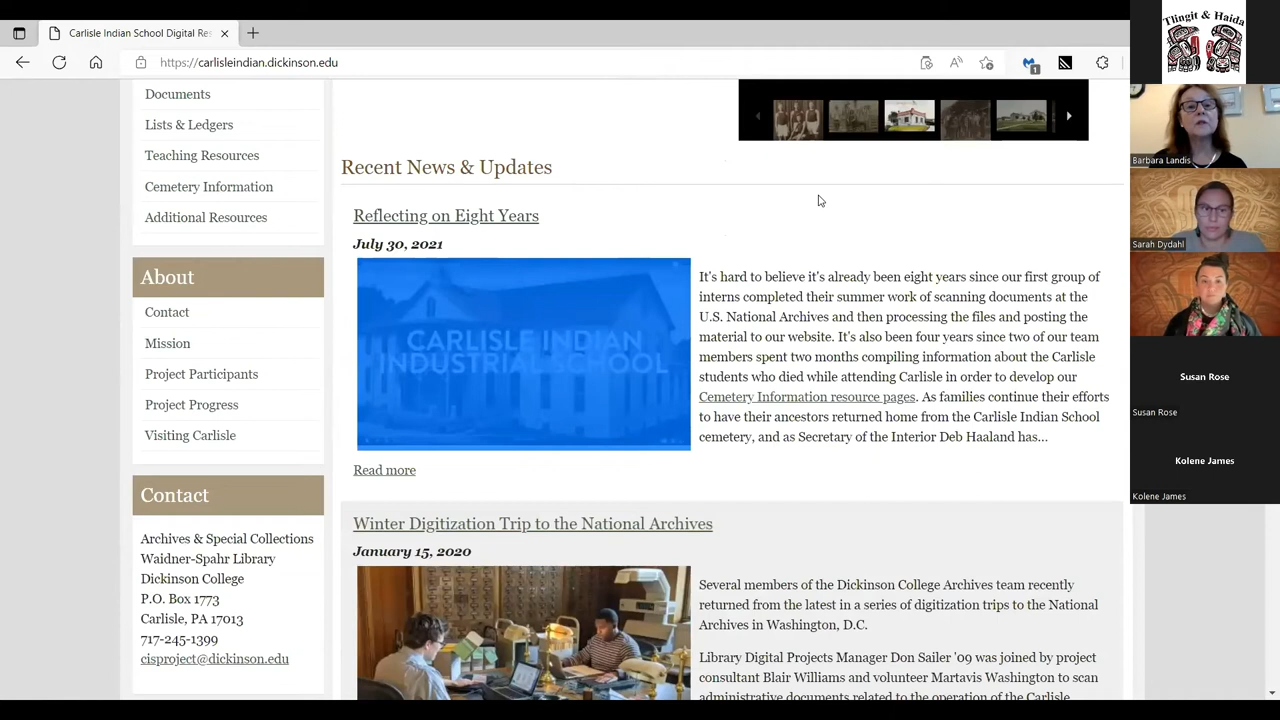 Carlisle Indian School Digital Res
https://carlisleindian.dickinson.edu
1
Documents
Lists & Ledgers
Teaching Resources
Cemetery Information
Additional Resources
About
Contact
Mission
Project Participants
Project Progress
Visiting Carlisle
Contact
Archives & Special Collections
Waidner-Spahr Library
Dickinson College
P.O. Box 1773
Carlisle, PA 17013
717-245-1399
cisproject@dickinson.edu
Recent News & Updates
Reflecting on Eight Years
July 30, 2021
CARLISLE INDIAN
INDUSTRIAL SCHOOL
It's hard to believe it's already been eight years since our first group of
interns completed their summer work of scanning documents at the
U.S. National Archives and then processing the files and posting the
material to our website. It's also been four years since two of our team
members spent two months compiling information about the Carlisle
students who died while attending Carlisle in order to develop our
Cemetery Information resource pages. As families continue their efforts
to have their ancestors returned home from the Carlisle Indian School
cemetery, and as Secretary of the Interior Deb Haaland has...
Read more
Winter Digitization Trip to the National Archives
January 15, 2020
Several members of the Dickinson College Archives team recently
returned from the latest in a series of digitization trips to the National
Archives in Washington, D.C.
Library Digital Projects Manager Don Sailer '09 was joined by project
consultant Blair Williams and volunteer Martavis Washington to scan
administrative documents related to the operation of the Carlisle
Tlingit & Haida
Barbara Landis
Sarah Dydahl
Susan Rose
Susan Rose
Kolene James
Kolene James